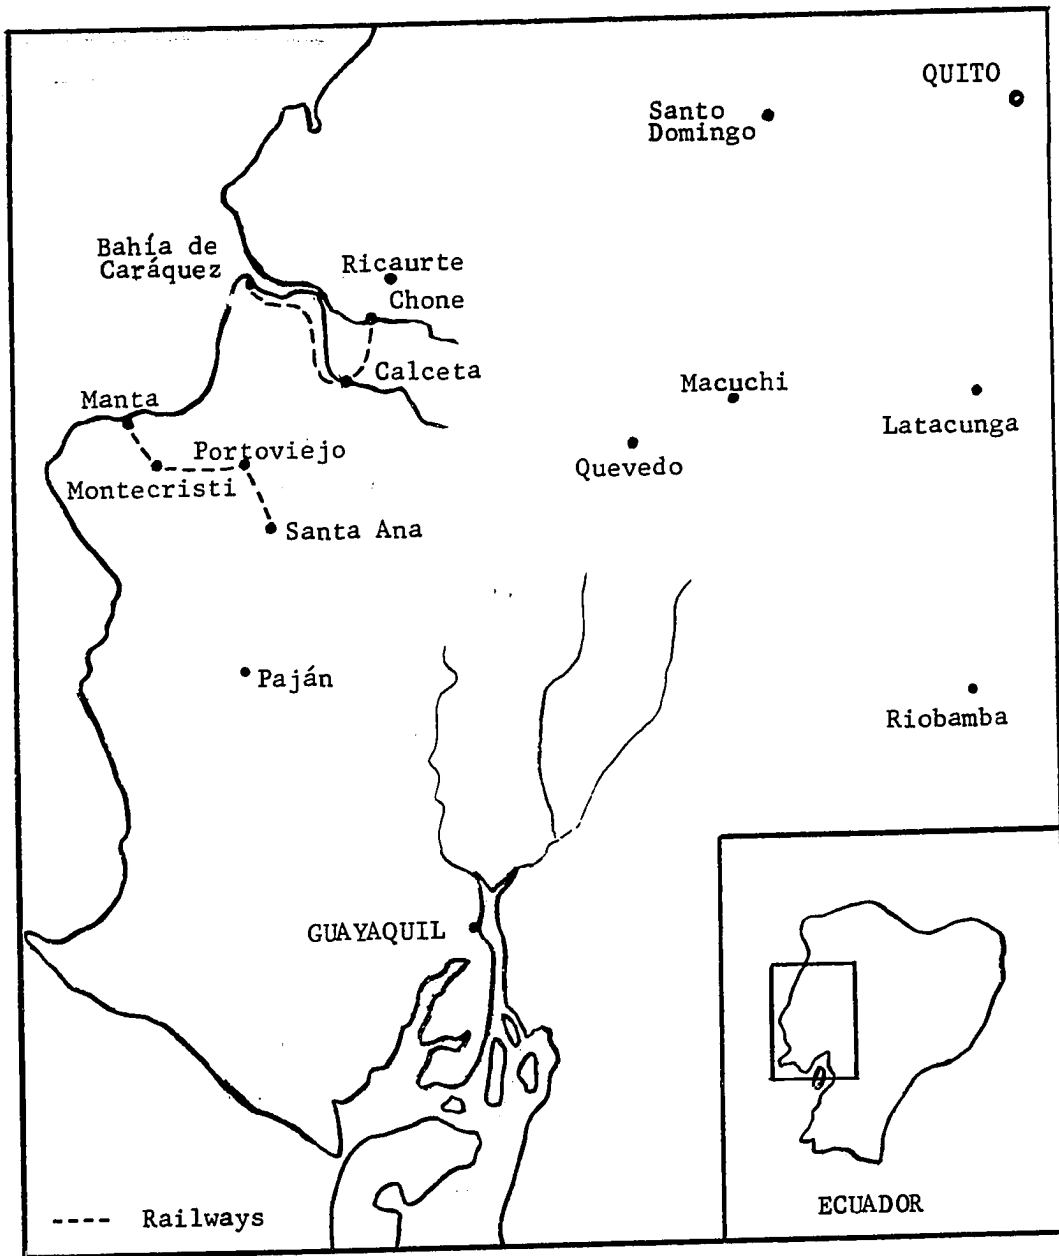 QUITO
Santo
Domingo
Bahía de
Caráquez
Ricaurte
Chone
Calceta
Manta
Macuchi
Latacunga
Portoviejo
Quevedo
Montecristi
Santa Ana
Paján
Riobamba
GUAYAQUIL
ECUADOR
---- Railways